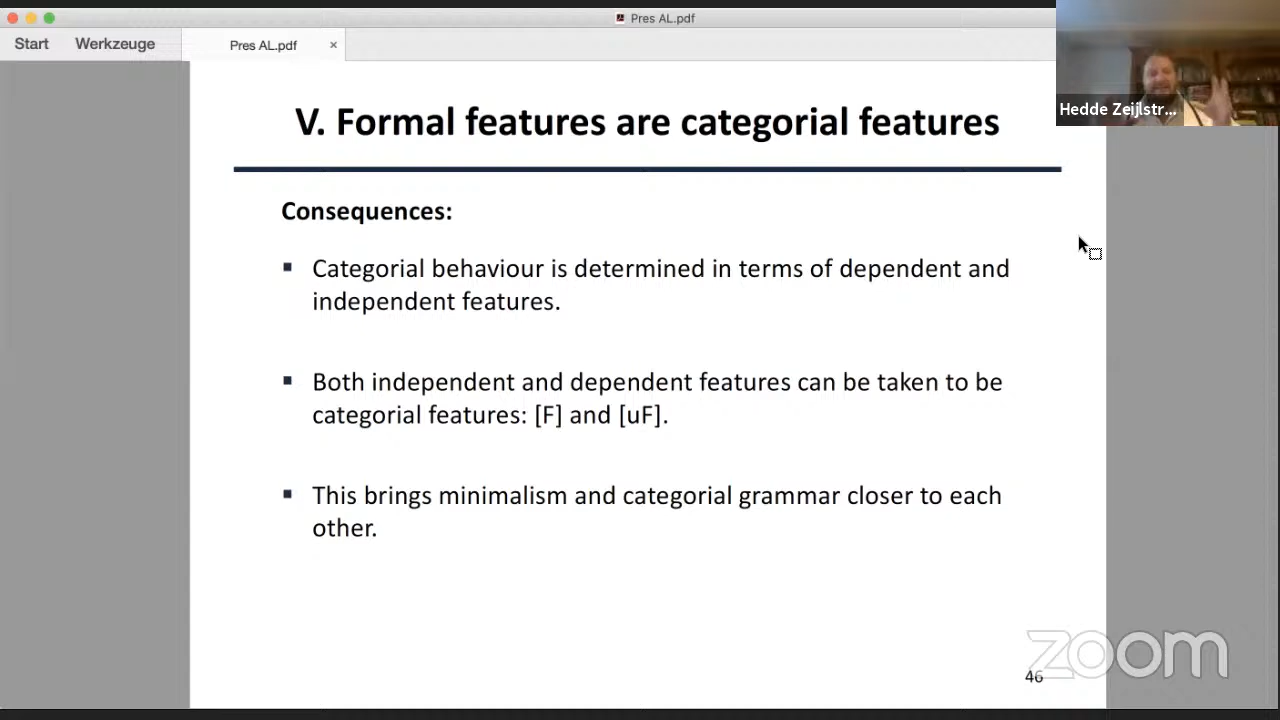 Pres AL.pdf
Start Werkzeuge Pres AL.pdf ×
Hedde Zeijlstr...
V. Formal features are categorial features
Consequences:
▪ Categorial behaviour is determined in terms of dependent and
independent features.
▪ Both independent and dependent features can be taken to be
categorial features: [F] and [uF].
▪ This brings minimalism and categorial grammar closer to each
other.
zoom
46